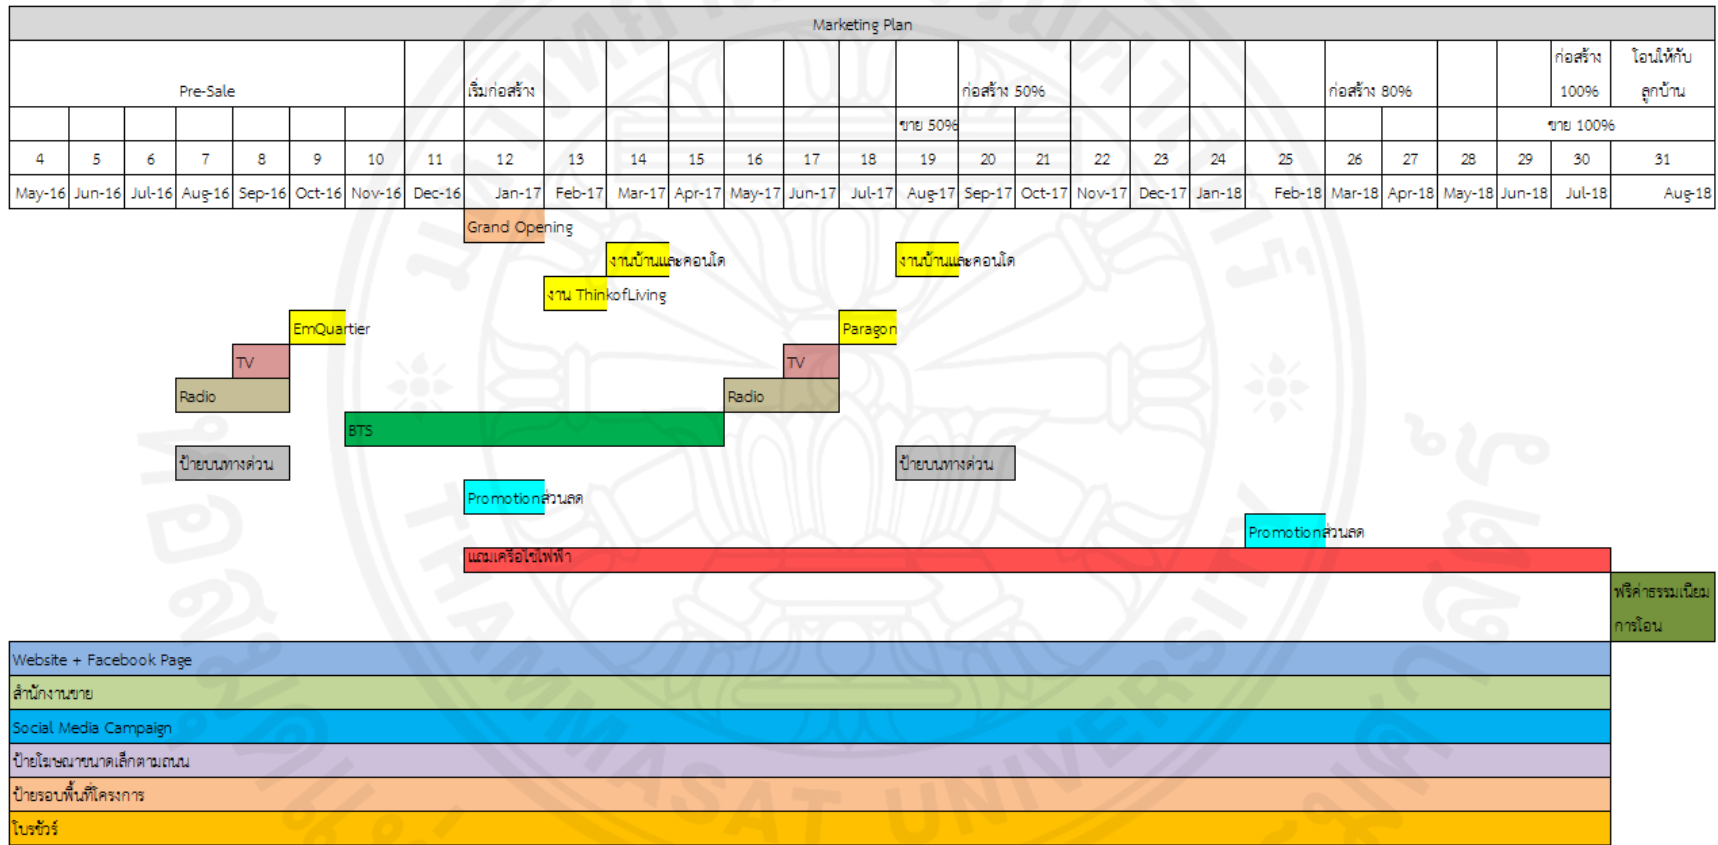 Marketing Plan
ก่อสร้าง โอนให้กับ
Pre-Sale เริ่มก่อสร้าง ก่อสร้าง 50% ก่อสร้าง 80% 100% ลูกบ้าน
ขาย 50% ขาย 100%
4 5 6 7 8 9 10 11 12 13 14 15 16 17 18 19 20 21 22 23 24 25 26 27 28 29 30 31
May-16 Jun-16 Jul-16 Aug-16 Sep-16 Oct-16 Nov-16 Dec-16 Jan-17 Feb-17 Mar-17 Apr-17 May-17 Jun-17 Jul-17 Aug-17 Sep-17 Oct-17 Nov-17 Dec-17 Jan-18 Feb-18 Mar-18 Apr-18 May-18 Jun-18 Jul-18 Aug-18
Grand Opening
งานบ้านและคอนโด งานบ้านและคอนโด
งาน ThinkofLiving
EmQuartier Paragon
TV TV
Radio Radio
BTS
ป้ายบนทางด่วน ป้ายบนทางด่วน
Promotionส่วนลด
Promotionส่วนลด
แถมเครื่อใช้ไฟฟ้า
ฟรีค่าธรรมเนียม
การโอน
Website + Facebook Page
สำนักงานขาย
Social Media Campaign
ป้ายโฆษณาขนาดเล็กตามถนน
ป้ายรอบพื้นที่โครงการ
โบรชัวร์
THAMMASAT UNIVERSITY